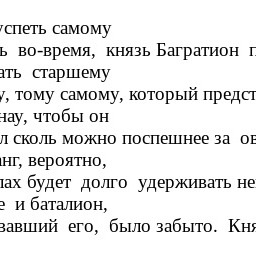 успеть самому
ь во-время, князь Багратион п
ать старшему
у, тому самому, который предст
нау, чтобы он
л сколь можно поспешнее за ов
анг, вероятно,
лах будет долго удерживать не
е и баталион,
вавший его, было забыто. Кня